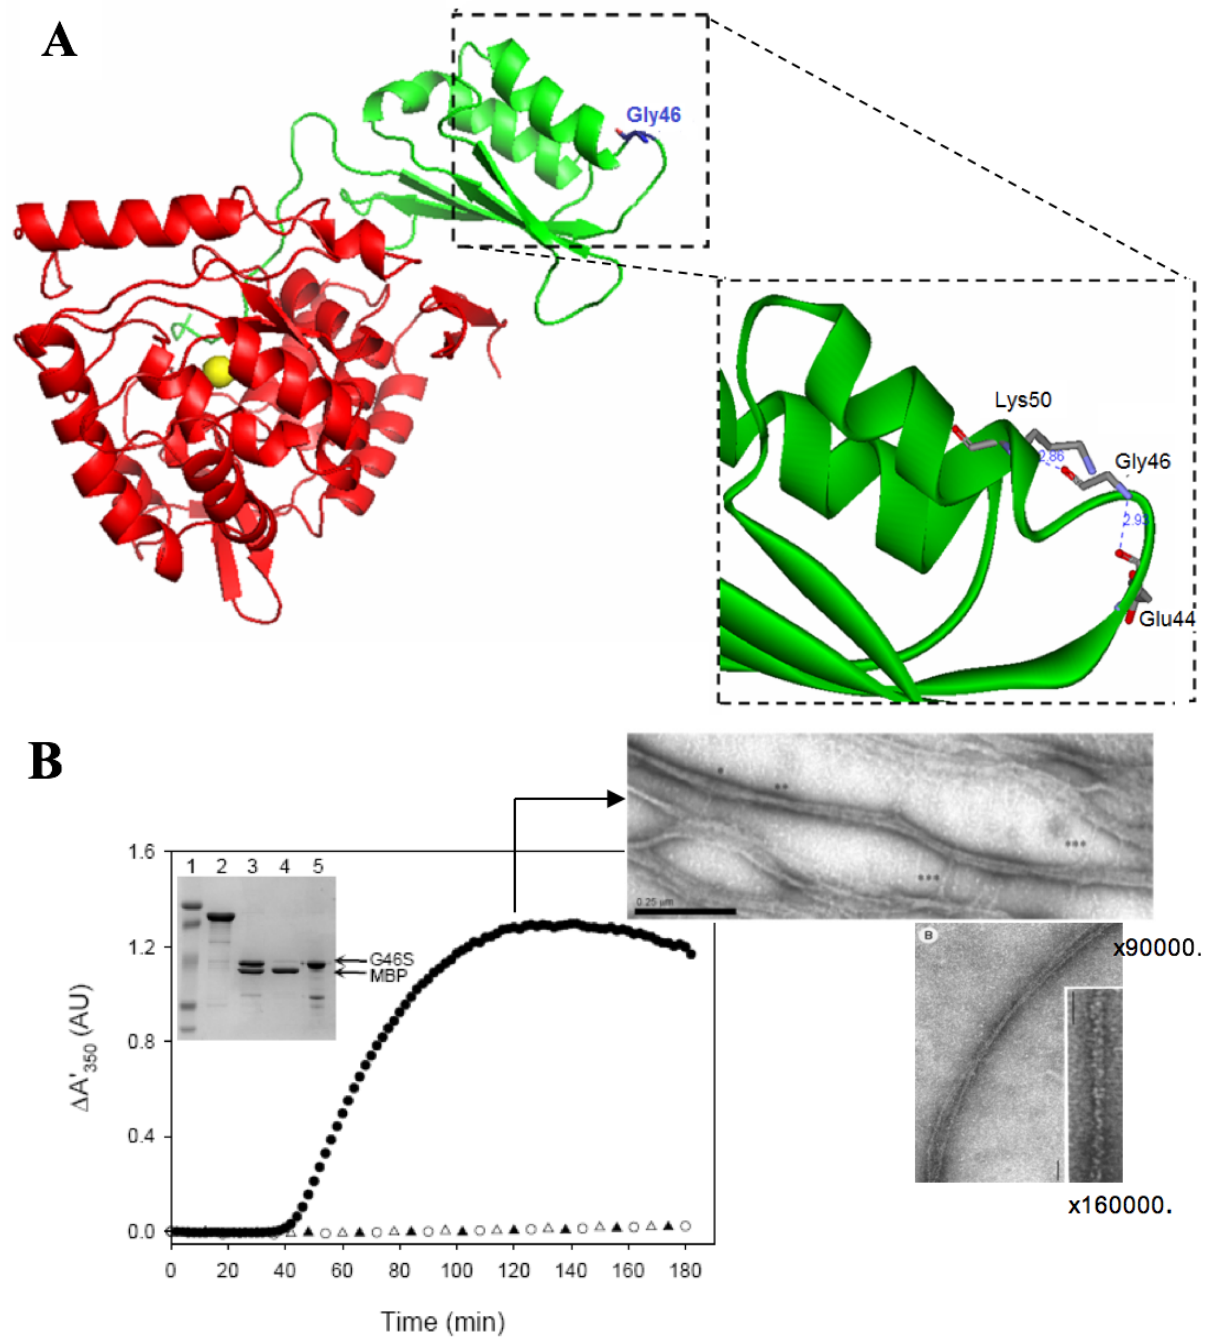 A
Gly46
Lys50
2.86
Gly46
2.93
Glu44
B
1.6
1.2
0.8
0.4
0.0
ΔA'350 (AU)
1 2 3 4 5
G46S
MBP
0 20 40 60 80 100 120 140 160 180
Time (min)
* ** *** ***
0.25 μm
B
x90000.
x160000.